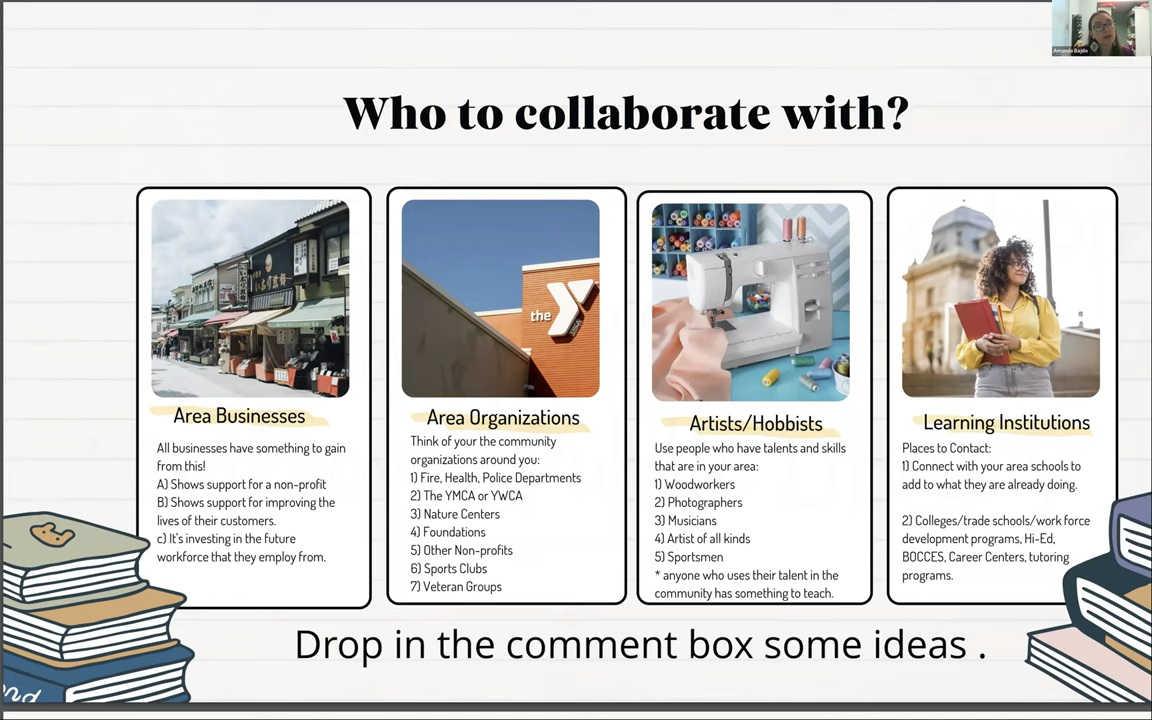 Amanda Bajdo
Who to collaborate with?
the
Area Businesses
All businesses have something to gain
from this!
A) Shows support for a non-profit
B) Shows support for improving the
lives of their customers.
c) It's investing in the future
workforce that they employ from.
Area Organizations
Think of your the community
organizations around you:
1) Fire, Health, Police Departments
2) The YMCA or YWCA
3) Nature Centers
4) Foundations
5) Other Non-profits
6) Sports Clubs
7) Veteran Groups
Artists/Hobbists
Use people who have talents and skills
that are in your area:
1) Woodworkers
2) Photographers
3) Musicians
4) Artist of all kinds
5) Sportsmen
* anyone who uses their talent in the
community has something to teach.
Learning Institutions
Places to Contact:
1) Connect with your area schools to
add to what they are already doing.
2) Colleges/trade schools/work force
development programs, Hi-Ed,
BOCCES, Career Centers, tutoring
programs.
Drop in the comment box some ideas .